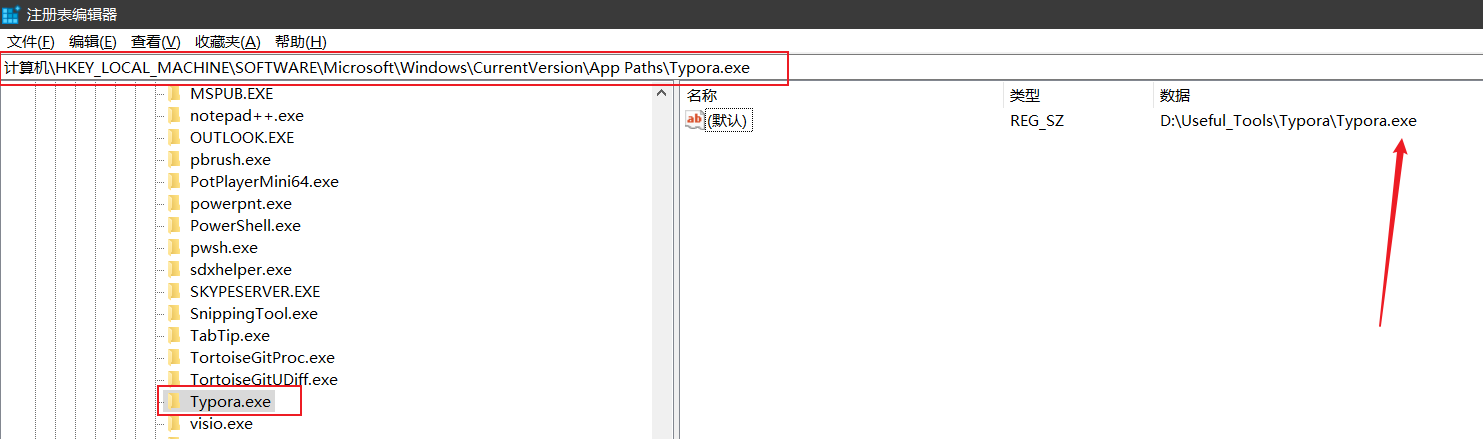 注册表编辑器
文件(F) 编辑(E) 查看(V) 收藏夹(A) 帮助(H)
计算机\HKEY_LOCAL_MACHINE\SOFTWARE\Microsoft\Windows\CurrentVersion\App Paths\Typora.exe
MSPUB.EXE
notepad++.exe
OUTLOOK.EXE
pbrush.exe
PotPlayerMini64.exe
powerpnt.exe
PowerShell.exe
pwsh.exe
sdxhelper.exe
SKYPESERVER.EXE
SnippingTool.exe
TabTip.exe
TortoiseGitProc.exe
TortoiseGitUDiff.exe
Typora.exe
visio.exe
名称 类型 数据
ab (默认) REG_SZ D:\Useful_Tools\Typora\Typora.exe